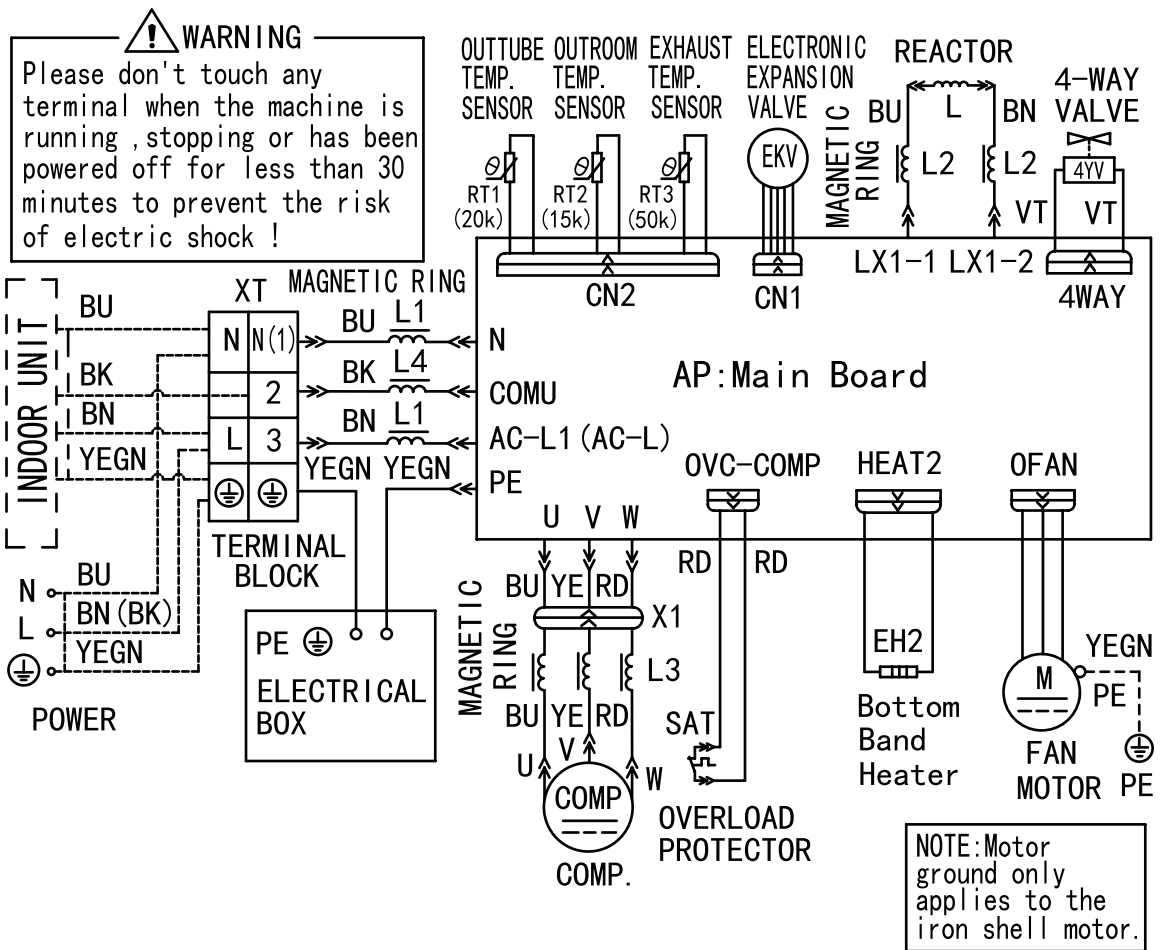 WARNING
Please don't touch any
terminal when the machine is
running ,stopping or has been
powered off for less than 30
minutes to prevent the risk
of electric shock !
OUTTUBE
TEMP.
SENSOR
OUTROOM
TEMP.
SENSOR
EXHAUST
TEMP.
SENSOR
ELECTRONIC
EXPANSION
VALVE
MAGNETIC
RING
REACTOR
BU
L
BN
4-WAY
VALVE
RT1
(20k)
RT2
(15k)
RT3
(50k)
EKV
L2
L2
4YV
VT
VT
CN2
CN1
LX1-1
LX1-2
4WAY
INDOOR UNIT
BU
BK
BN
YEGN
XT
N
N(1)
2
L
3
TERMINAL
BLOCK
MAGNETIC RING
BU
L1
BK
L4
BN
L1
YEGN
YEGN
N
COMU
AC-L1(AC-L)
PE
AP:Main Board
OVC-COMP
HEAT2
OFAN
U
V
W
N
BU
L
BN(BK)
YEGN
POWER
PE
ELECTRICAL
BOX
MAGNETIC
RING
BU
YE
RD
X1
L3
BU
YE
RD
U
V
W
COMP
COMP.
RD
RD
SAT
OVERLOAD
PROTECTOR
EH2
Bottom
Band
Heater
M
FAN
MOTOR
YEGN
PE
PE
NOTE:Motor
ground only
applies to the
iron shell motor.